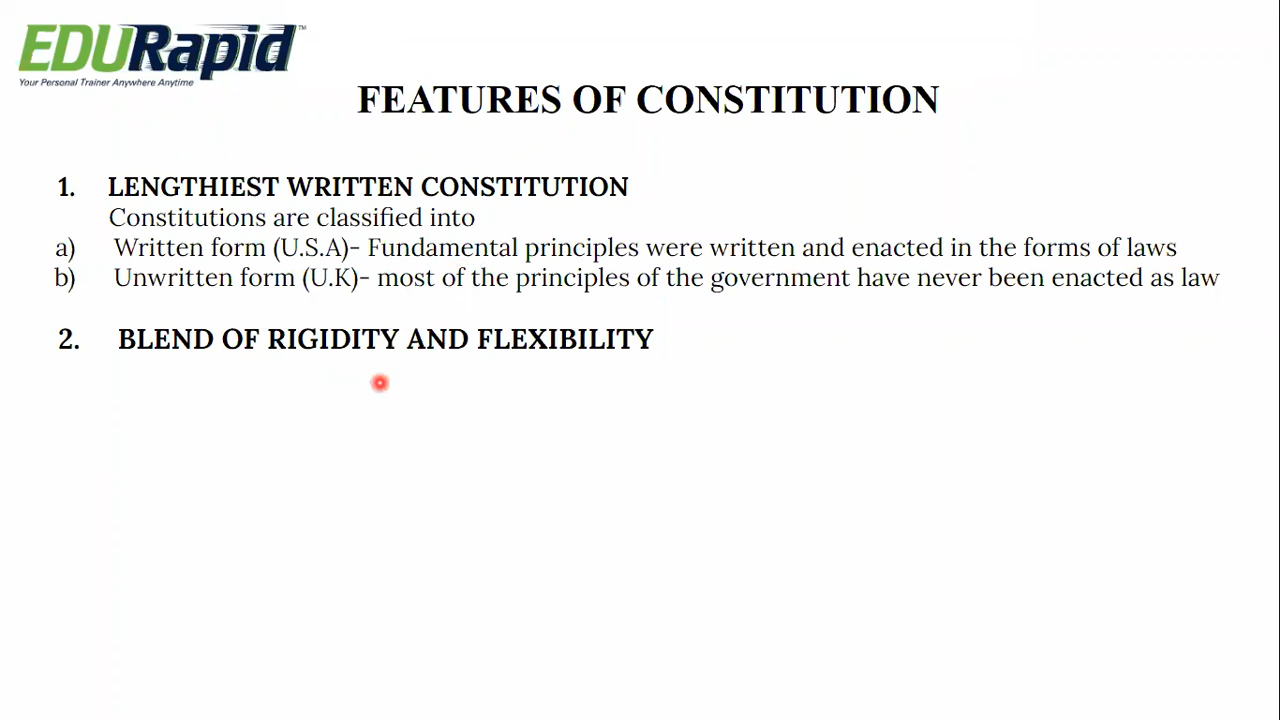 EDURapid™
Your Personal Trainer Anywhere Anytime
FEATURES OF CONSTITUTION
1. LENGTHIEST WRITTEN CONSTITUTION
Constitutions are classified into
a) Written form (U.S.A)- Fundamental principles were written and enacted in the forms of laws
b) Unwritten form (U.K)- most of the principles of the government have never been enacted as law
2. BLEND OF RIGIDITY AND FLEXIBILITY